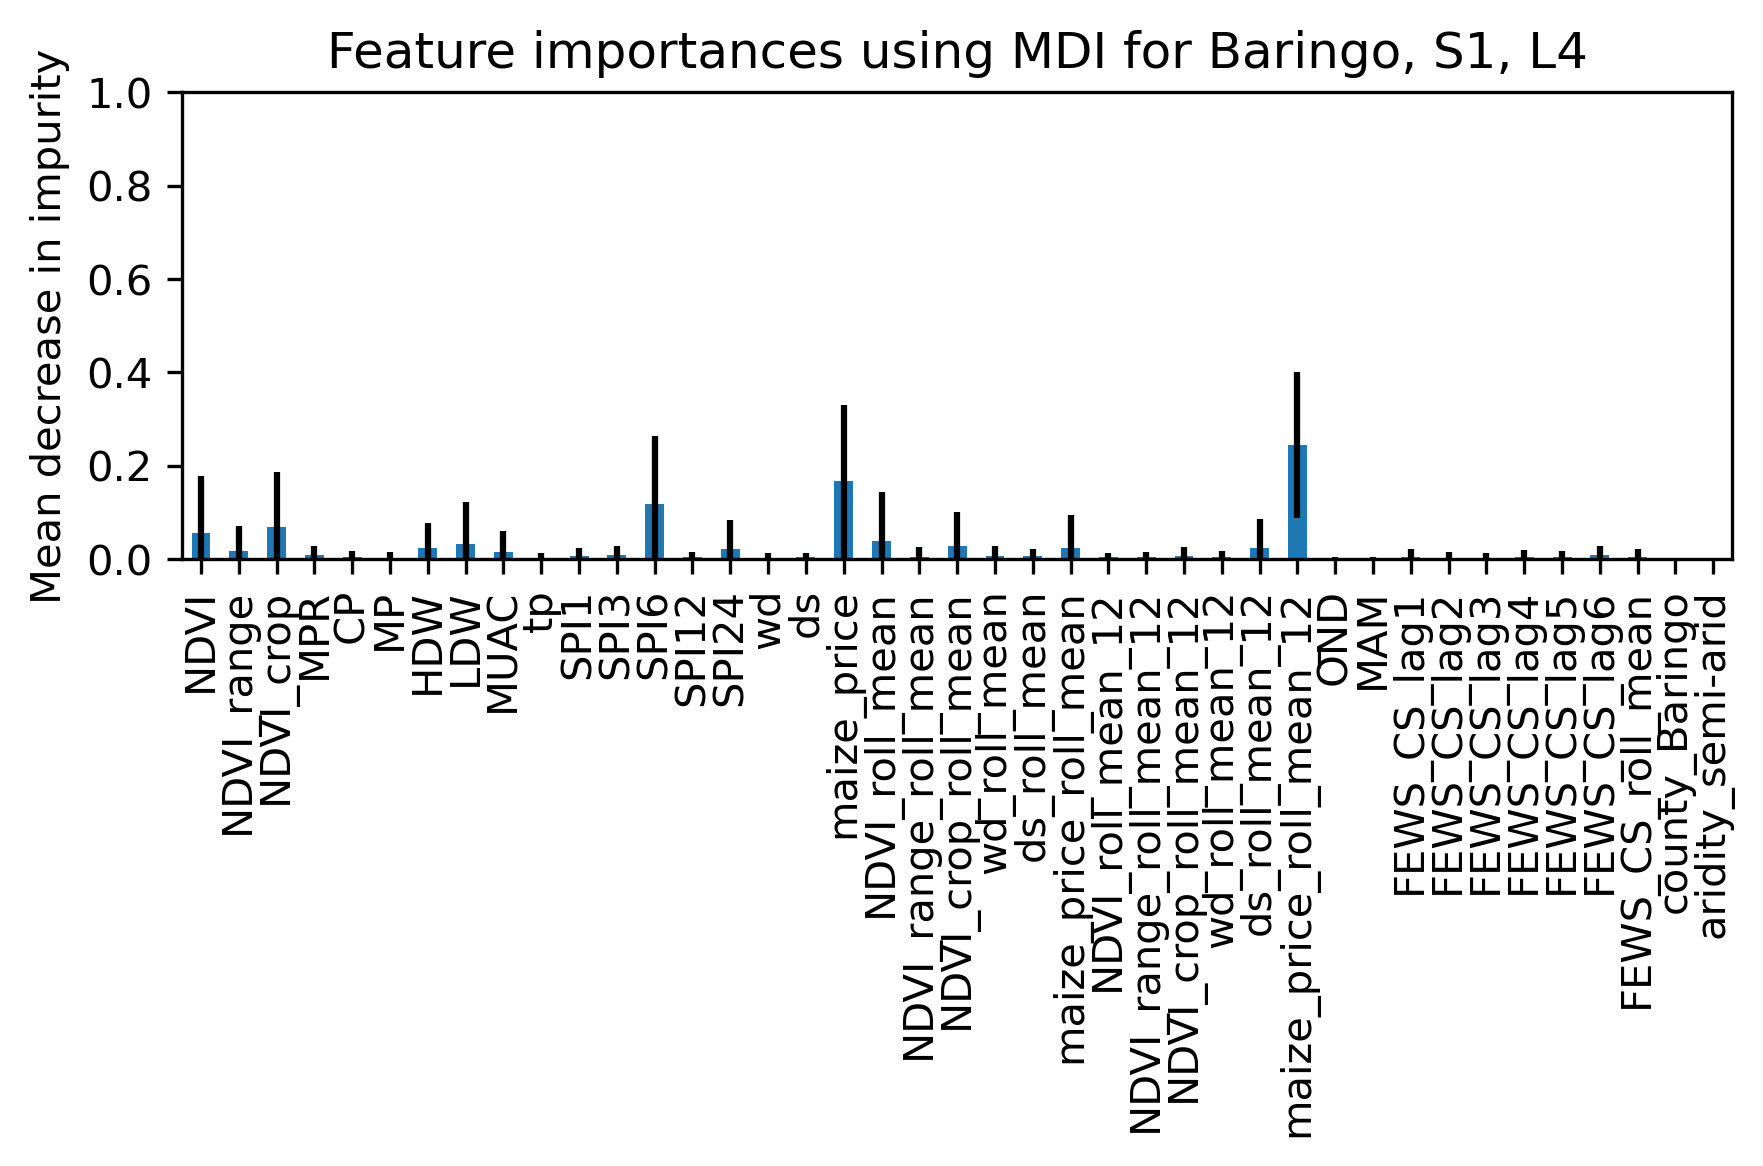 Feature importances using MDI for Baringo, S1, L4
Mean decrease in impurity
1.0
0.8
0.6
0.4
0.2
0.0
NDVI
NDVI_range
NDVI_crop
MPR
CP
MP
HDW
LDW
MUAC
tp
SPI1
SPI3
SPI6
SPI12
SPI24
wd
ds
maize_price
NDVI_roll_mean
NDVI_range_roll_mean
NDVI_crop_roll_mean
wd_roll_mean
ds_roll_mean
maize_price_roll_mean
NDVI_roll_mean_12
NDVI_range_roll_mean_12
NDVI_crop_roll_mean_12
wd_roll_mean_12
ds_roll_mean_12
maize_price_roll_mean_12
OND
MAM
FEWS_CS_lag1
FEWS_CS_lag2
FEWS_CS_lag3
FEWS_CS_lag4
FEWS_CS_lag5
FEWS_CS_lag6
FEWS_CS_roll_mean
county_Baringo
aridity_semi-arid